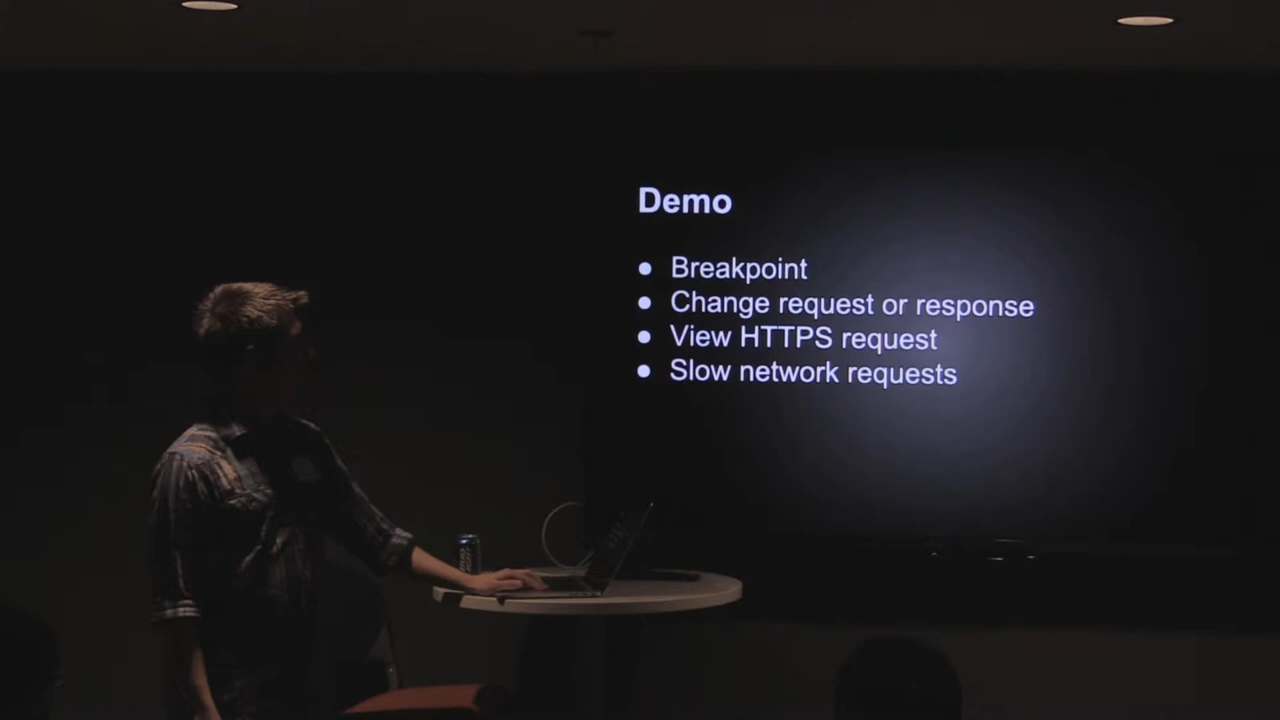 Demo
● Breakpoint
● Change request or response
● View HTTPS request
● Slow network requests